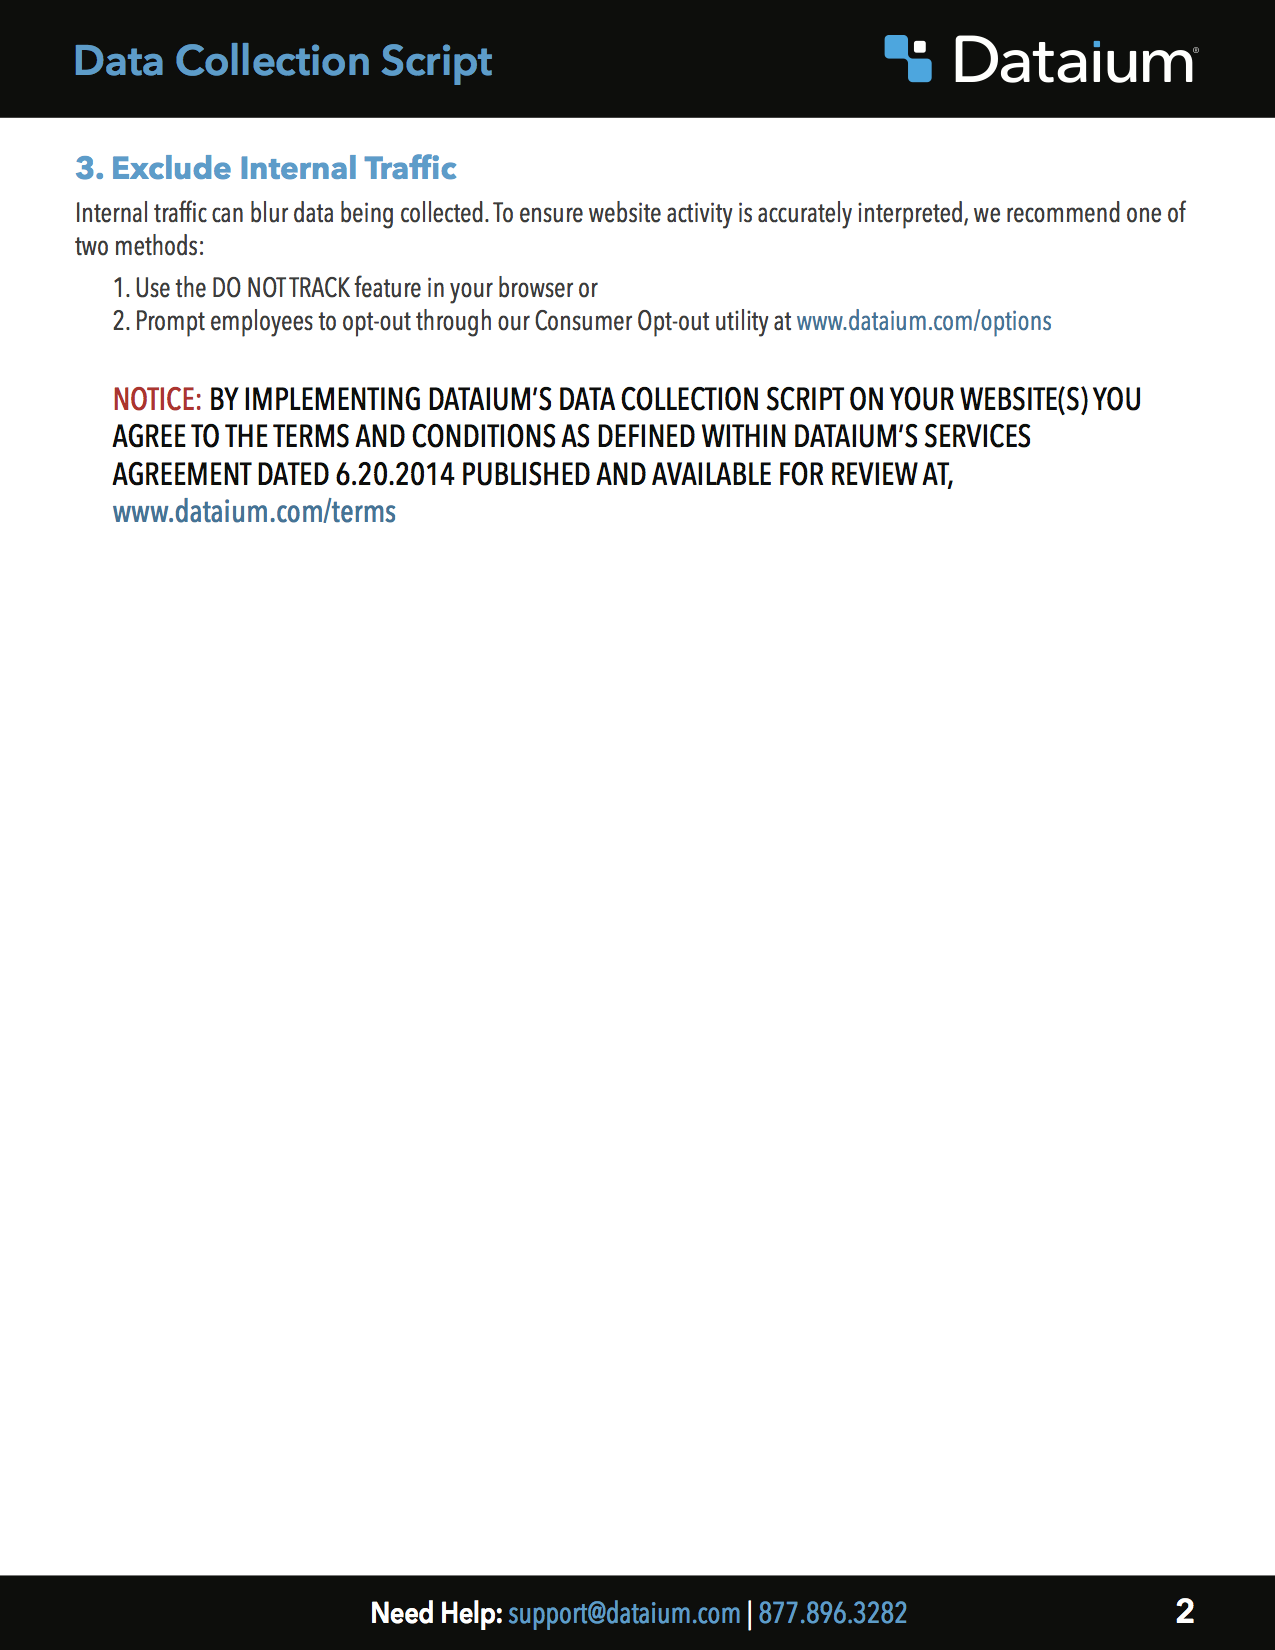 Data Collection Script
Dataium®
3. Exclude Internal Traffic
Internal traffic can blur data being collected. To ensure website activity is accurately interpreted, we recommend one of
two methods:
1. Use the DO NOT TRACK feature in your browser or
2. Prompt employees to opt-out through our Consumer Opt-out utility at www.dataium.com/options
NOTICE: BY IMPLEMENTING DATAIUM’S DATA COLLECTION SCRIPT ON YOUR WEBSITE(S) YOU
AGREE TO THE TERMS AND CONDITIONS AS DEFINED WITHIN DATAIUM’S SERVICES
AGREEMENT DATED 6.20.2014 PUBLISHED AND AVAILABLE FOR REVIEW AT,
www.dataium.com/terms
Need Help: support@dataium.com | 877.896.3282
2